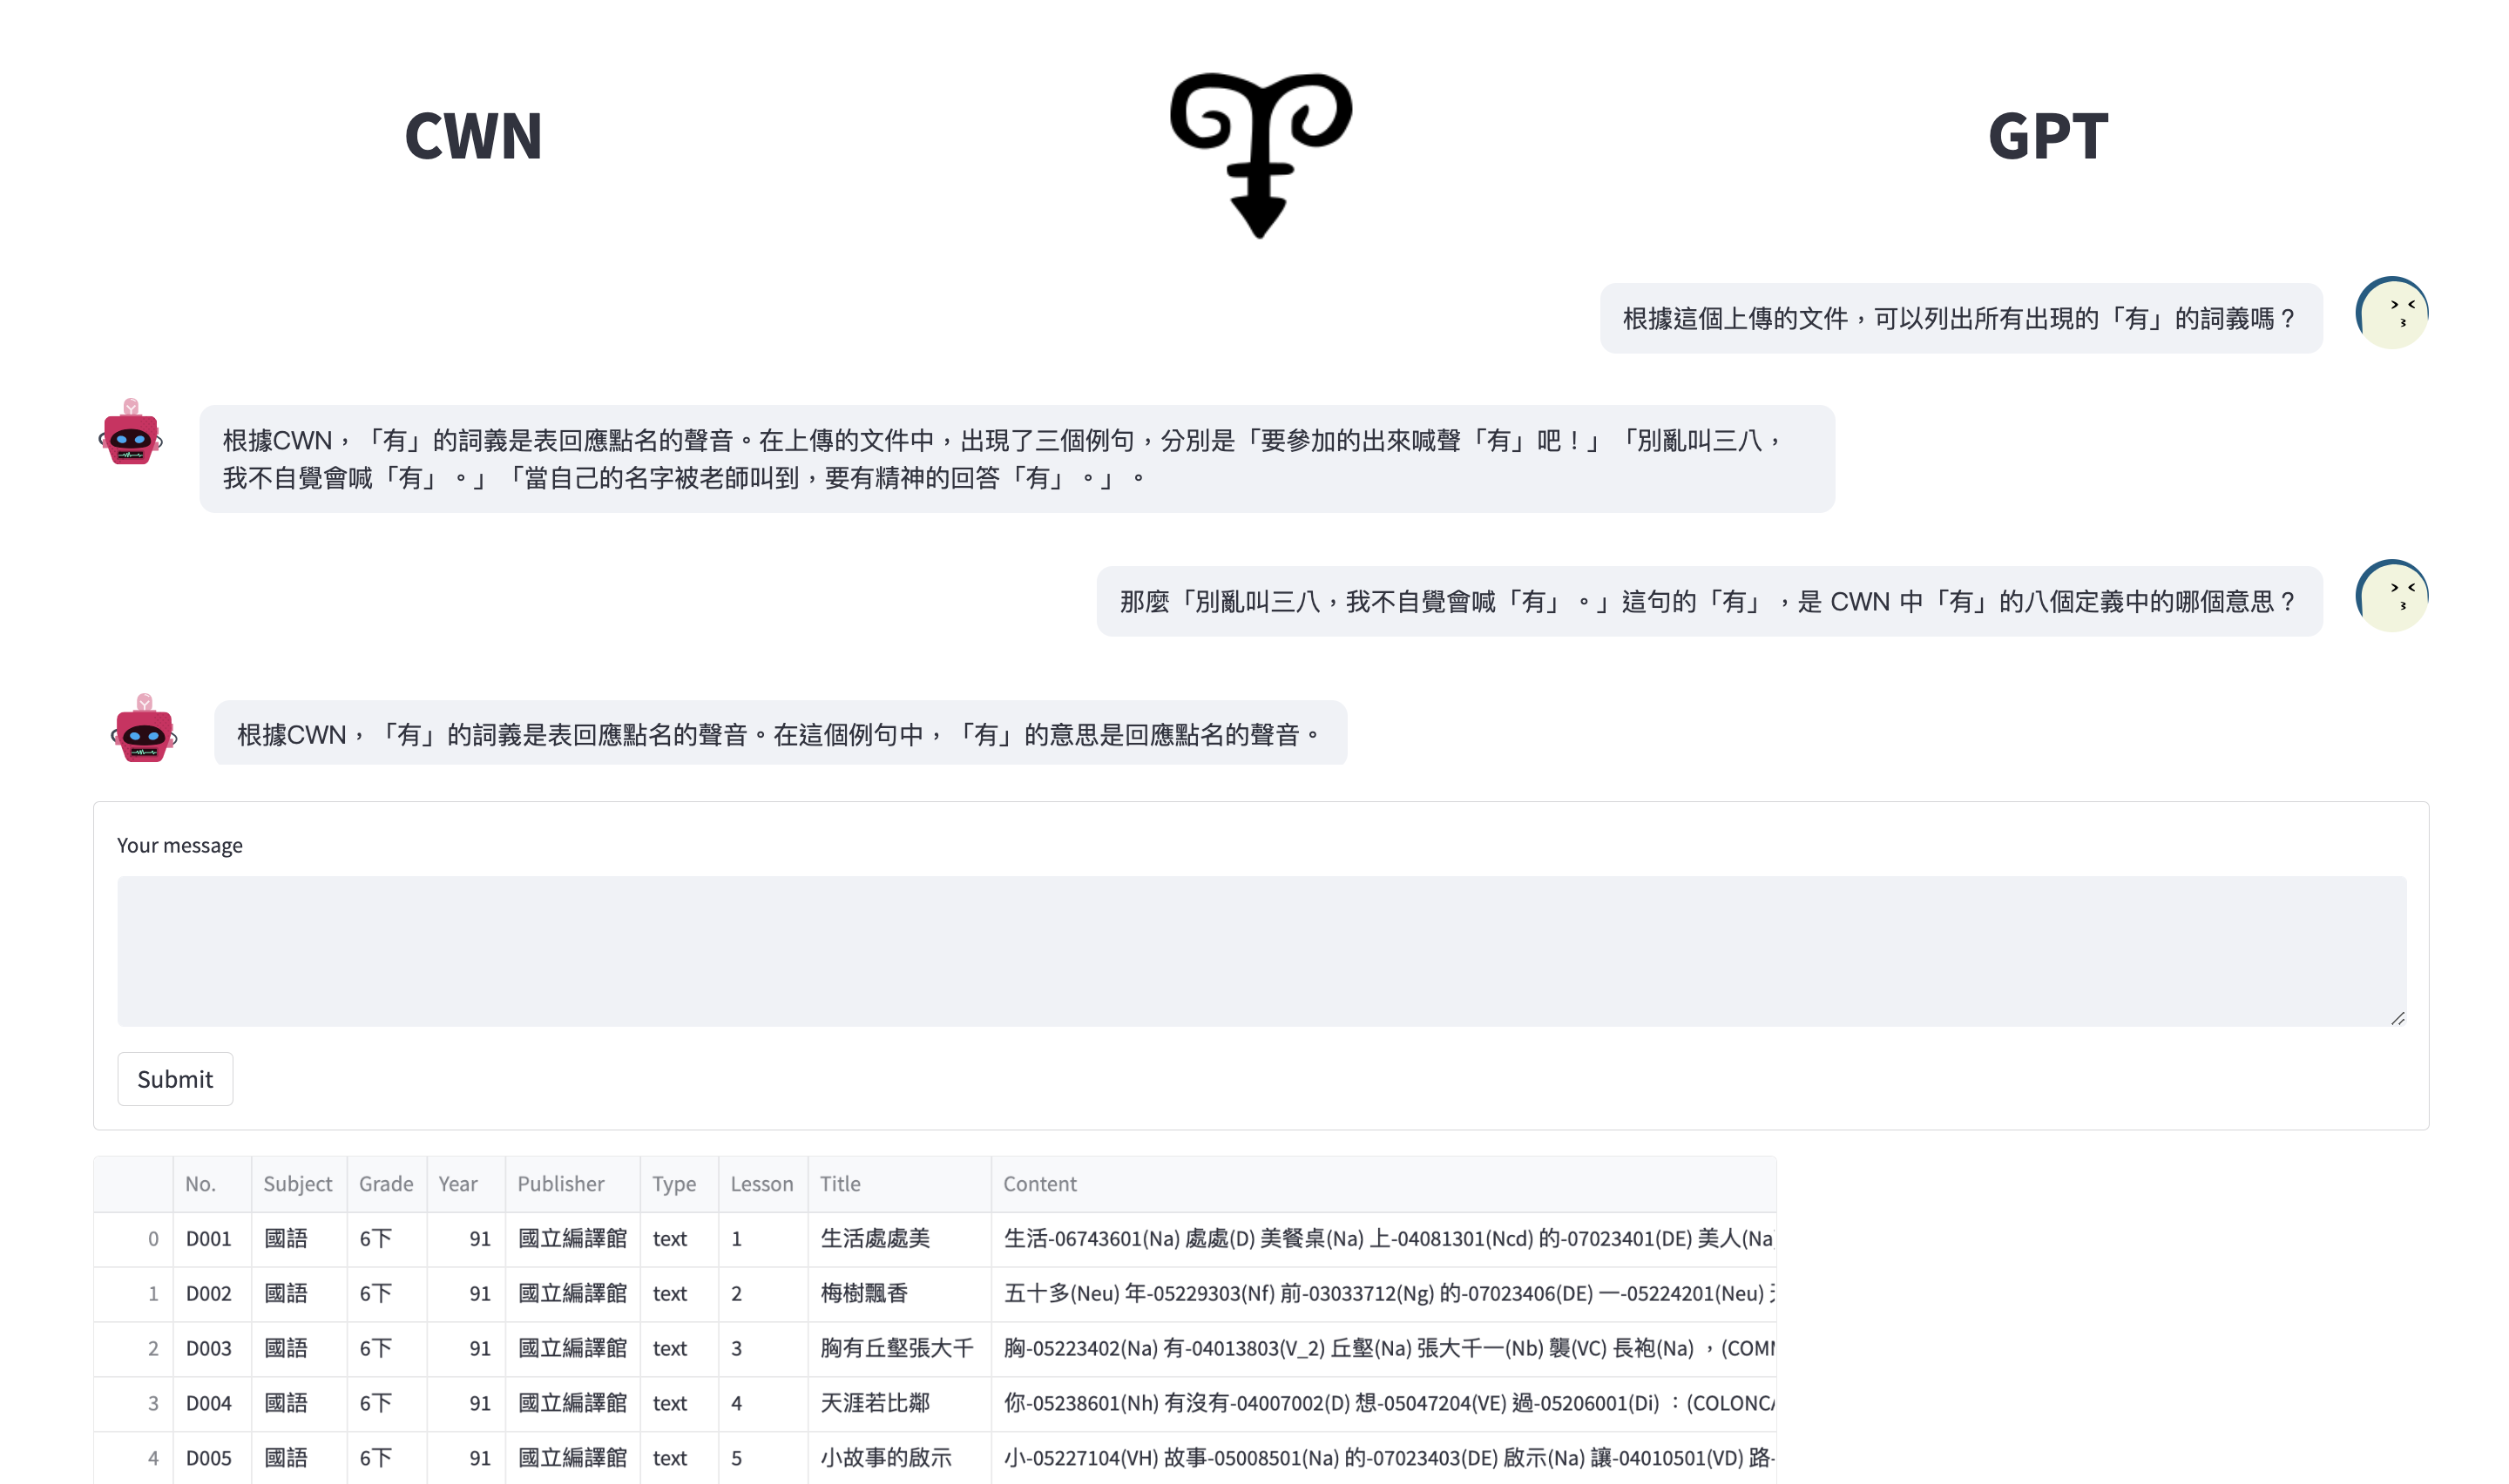 CWN
GPT
根據這個上傳的文件，可以列出所有出現的「有」的詞義嗎？
根據CWN，「有」的詞義是表回應點名的聲音。在上傳的文件中，出現了三個例句，分別是「要參加的出來喊聲「有」吧！」「別亂叫三八，
我不自覺會喊「有」。」「當自己的名字被老師叫到，要有精神的回答「有」。」。
那麼「別亂叫三八，我不自覺會喊「有」。」這句的「有」，是 CWN 中「有」的八個定義中的哪個意思？
根據CWN，「有」的詞義是表回應點名的聲音。在這個例句中，「有」的意思是回應點名的聲音。
Your message
Submit
No. Subject Grade Year Publisher Type Lesson Title Content
0 D001 國語 6下 91 國立編譯館 text 1 生活處處美 生活-06743601(Na) 處處(D) 美餐桌(Na) 上-04081301(Ncd) 的-07023401(DE) 美人(Na
1 D002 國語 6下 91 國立編譯館 text 2 梅樹飄香 五十多(Neu) 年-05229303(Nf) 前-03033712(Ng) 的-07023406(DE) 一-05224201(Neu)
2 D003 國語 6下 91 國立編譯館 text 3 胸有丘壑張大千 胸-05223402(Na) 有-04013803(V_2) 丘壑(Na) 張大千一(Nb) 襲(VC) 長袍(Na) ，(COM
3 D004 國語 6下 91 國立編譯館 text 4 天涯若比鄰 你-05238601(Nh) 有沒有-04007002(D) 想-05047204(VE) 過-05206001(Di) ：(COLONC
4 D005 國語 6下 91 國立編譯館 text 5 小故事的啟示 小-05227104(VH) 故事-05008501(Na) 的-07023403(DE) 啟示(Na) 讓-04010501(VD) 路-